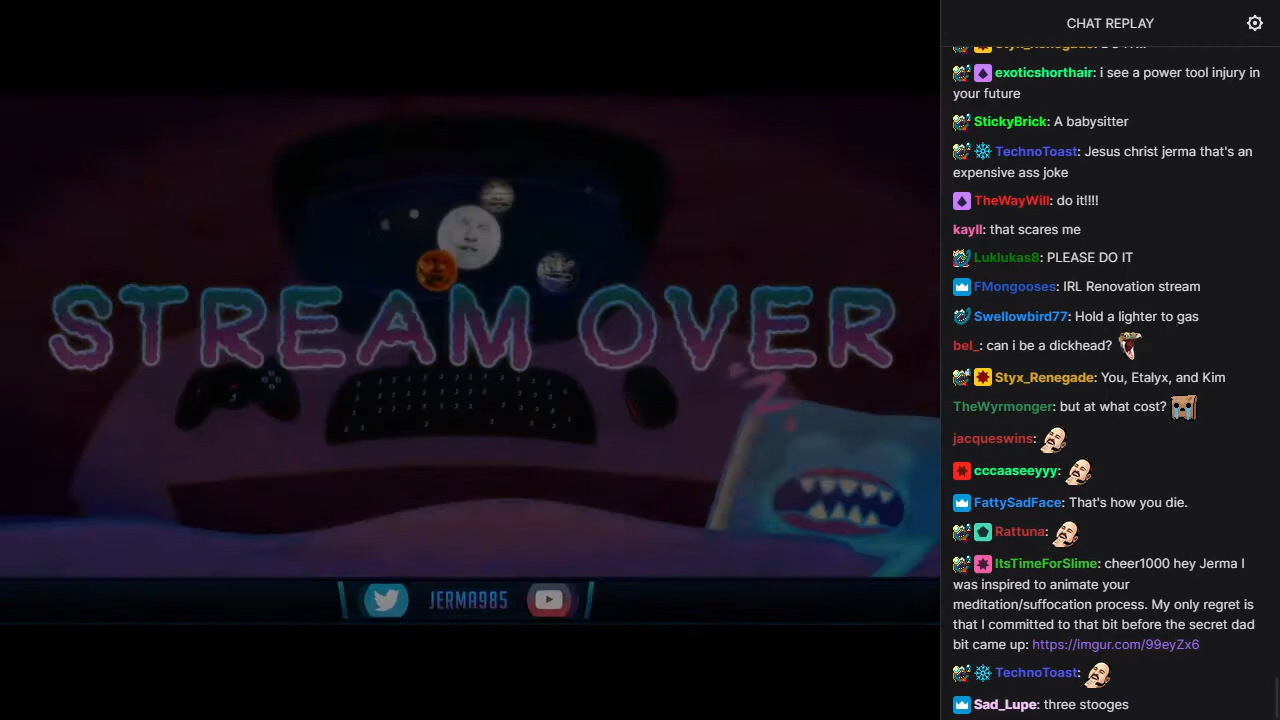 STREAM OVER
JERMA985
CHAT REPLAY
exoticshorthair: i see a power tool injury in
your future
StickyBrick: A babysitter
TechnoToast: Jesus christ jerma that's an
expensive ass joke
TheWayWill: do it!!!!
kayll: that scares me
Luklukas8: PLEASE DO IT
FMongooses: IRL Renovation stream
Swellowbird77: Hold a lighter to gas
bel_: can i be a dickhead?
Styx_Renegade: You, Etalyx, and Kim
TheWyrmonger: but at what cost?
jacqueswins:
cccaaseeyyy:
FattySadFace: That's how you die.
Rattuna:
ItsTimeForSlime: cheer1000 hey Jerma I
was inspired to animate your
meditation/suffocation process. My only regret is
that I committed to that bit before the secret dad
bit came up: https://imgur.com/99eyZx6
TechnoToast:
Sad_Lupe: three stooges